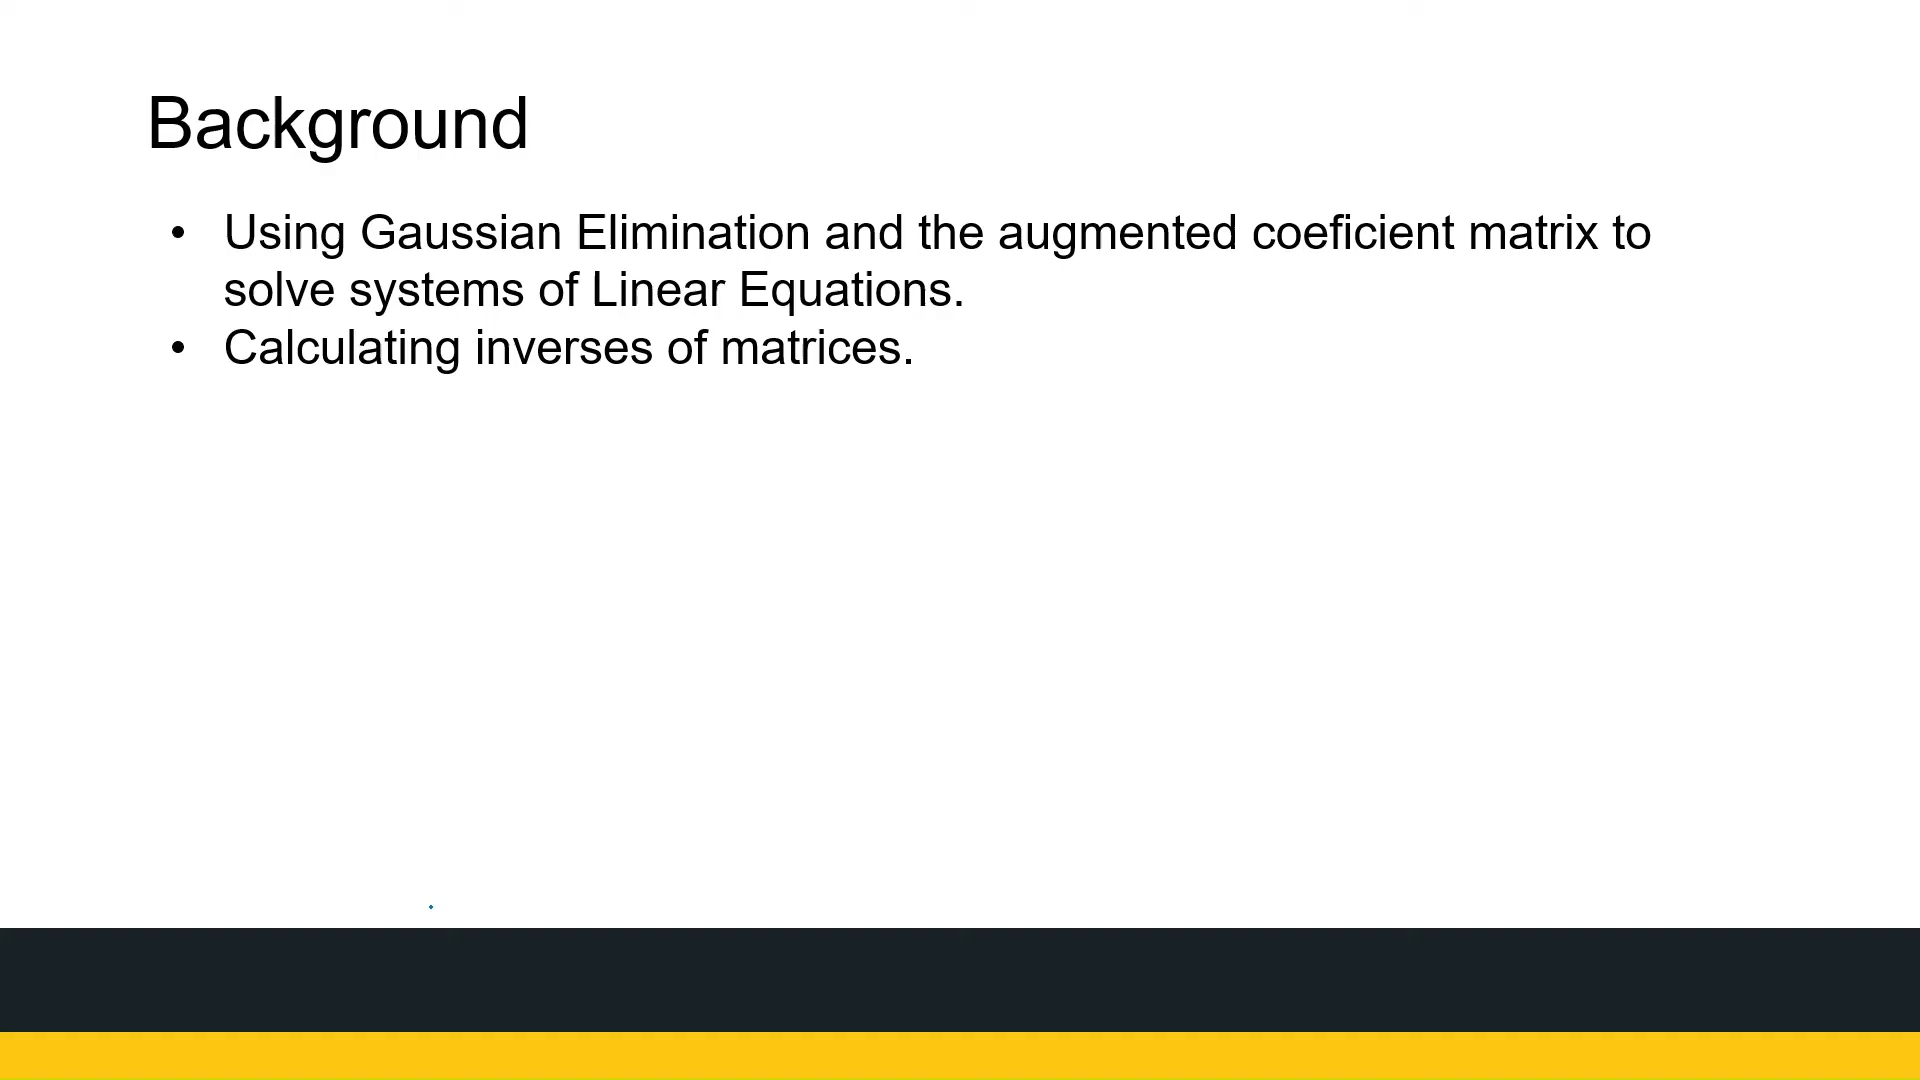 Background
• Using Gaussian Elimination and the augmented coeficient matrix to
solve systems of Linear Equations.
• Calculating inverses of matrices.